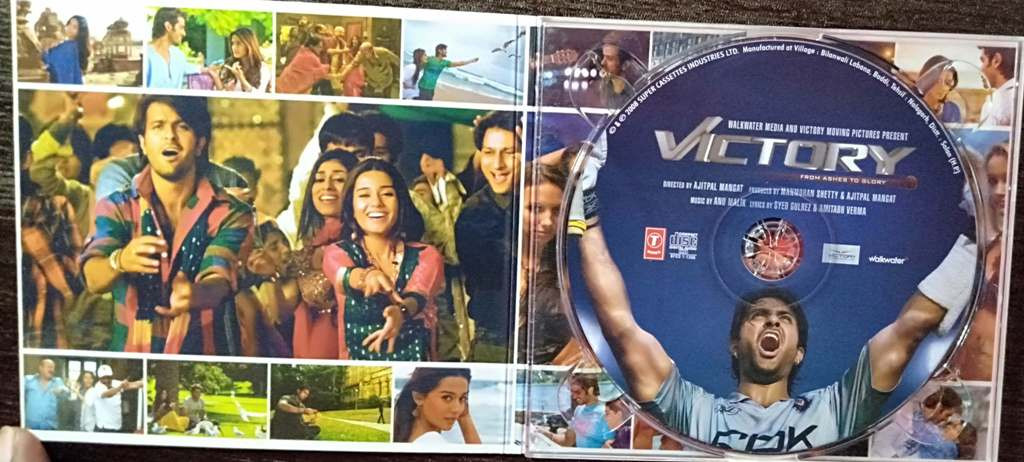 ℗ & © 2008 SUPER CASSETTES INDUSTRIES LTD. Manufactured at Village : Bilanwali Labana, Baddi, Tehsil : Nalagarh, Distt. - Solan (H.P)
WALKWATER MEDIA AND VICTORY MOVING PICTURES PRESENT
VICTORY
FROM ASHES TO GLORY
DIRECTED BY AJITPAL MANGAT PRODUCED BY MANMOHAN SHETTY & AJITPAL MANGAT
MUSIC BY ANU MALIK LYRICS BY SYED GULREZ & AMITABH VERMA
T
COMPACT
disc
VICTORY
walkwater